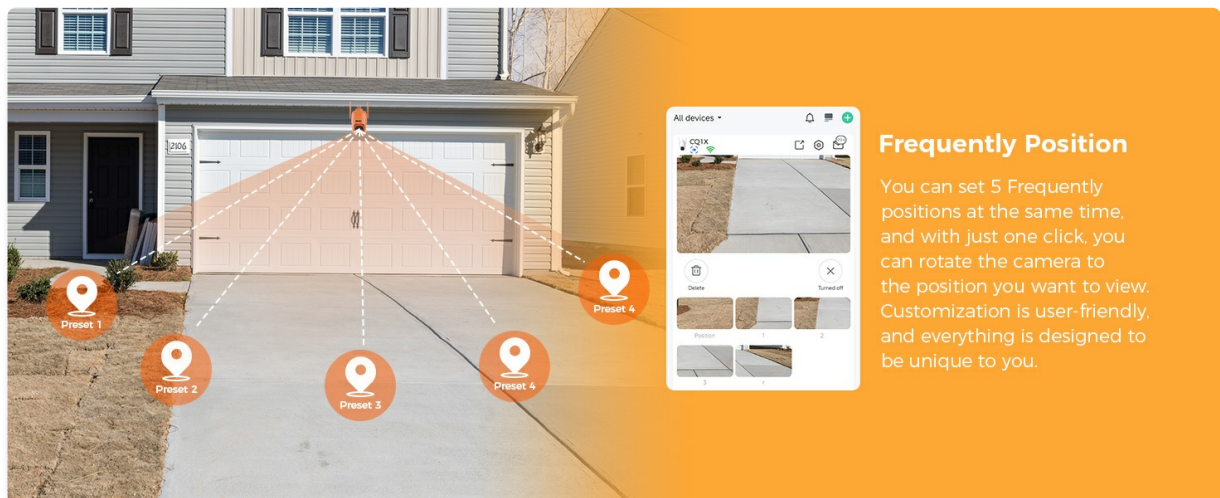 2106
Preset 1
Preset 2
Preset 3
Preset 4
Preset 4
All devices
CQ1X
Delete
Turned off
Position
1
2
3
r
Frequently Position
You can set 5 Frequently
positions at the same time,
and with just one click, you
can rotate the camera to
the position you want to view.
Customization is user-friendly,
and everything is designed to
be unique to you.